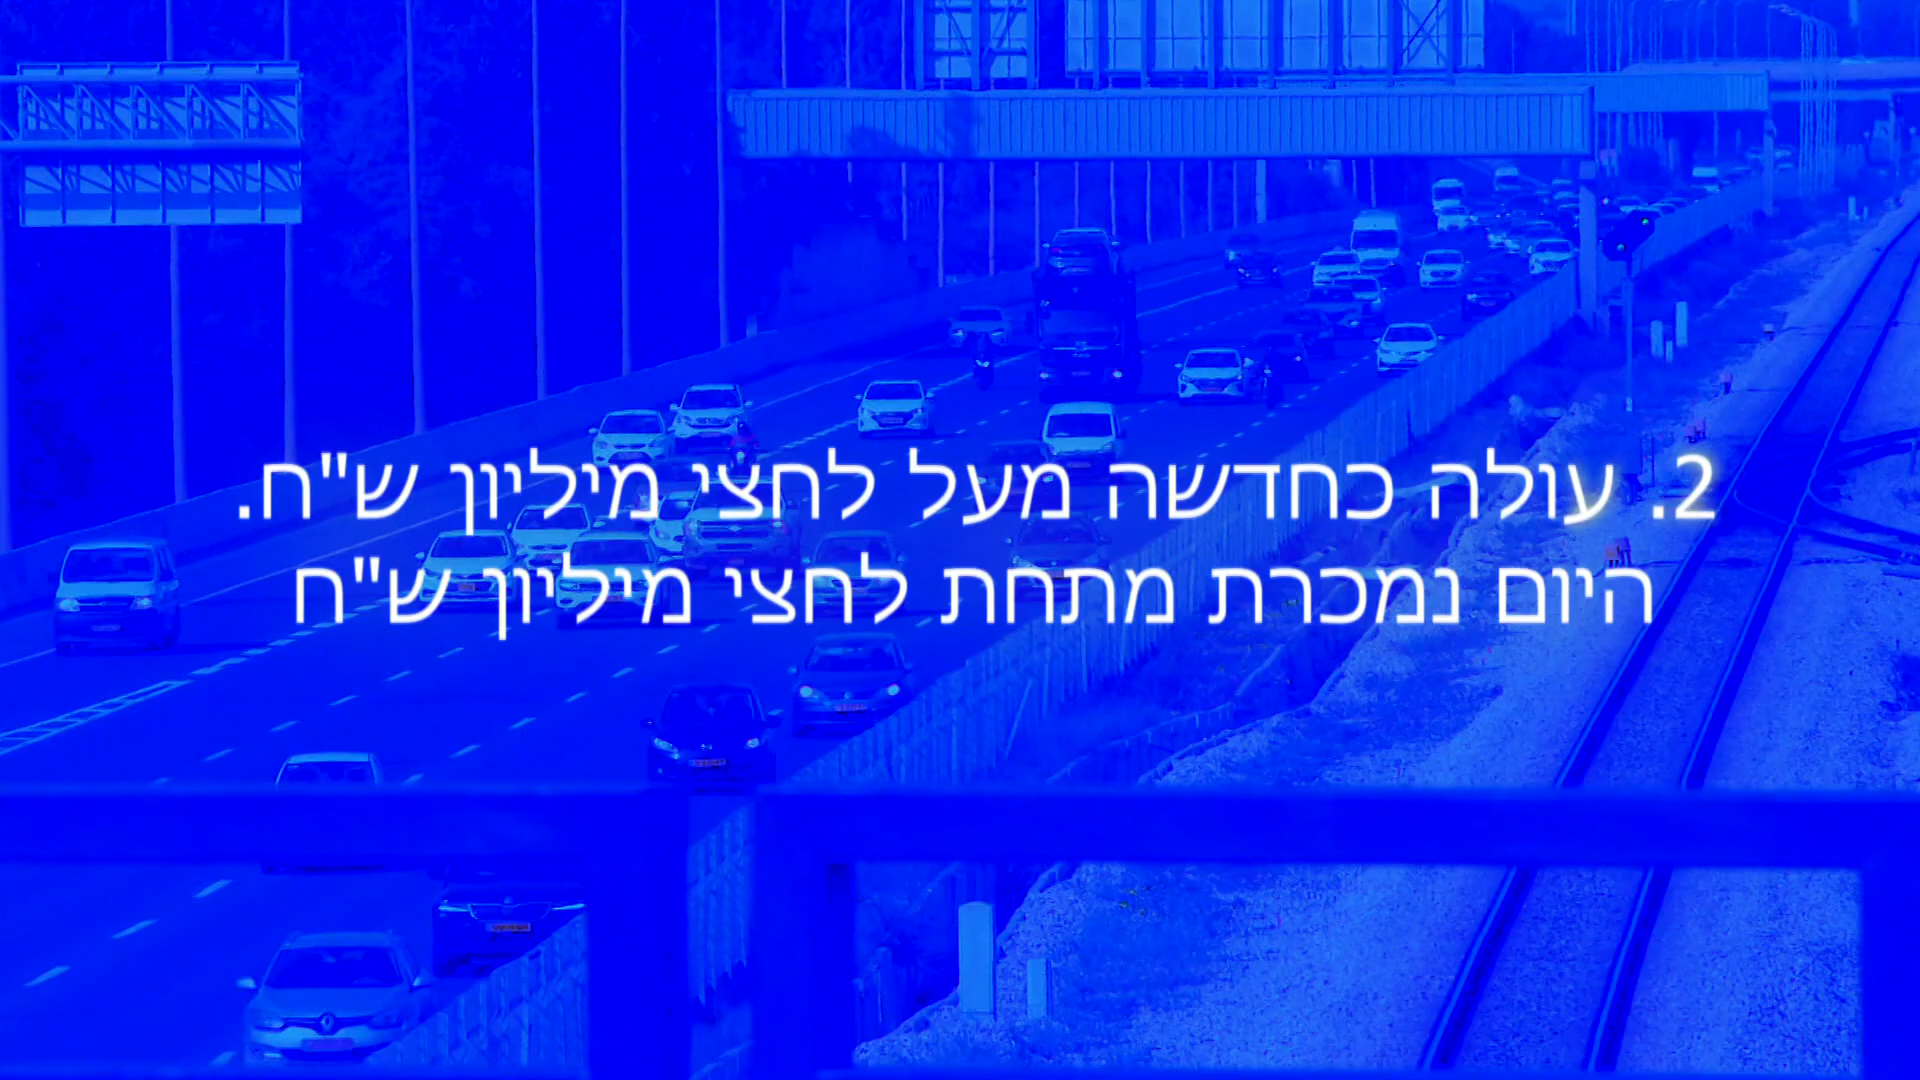 2. עולה כחדשה מעל לחצי מיליון ש"ח.
היום נמכרת מתחת לחצי מיליון ש"ח